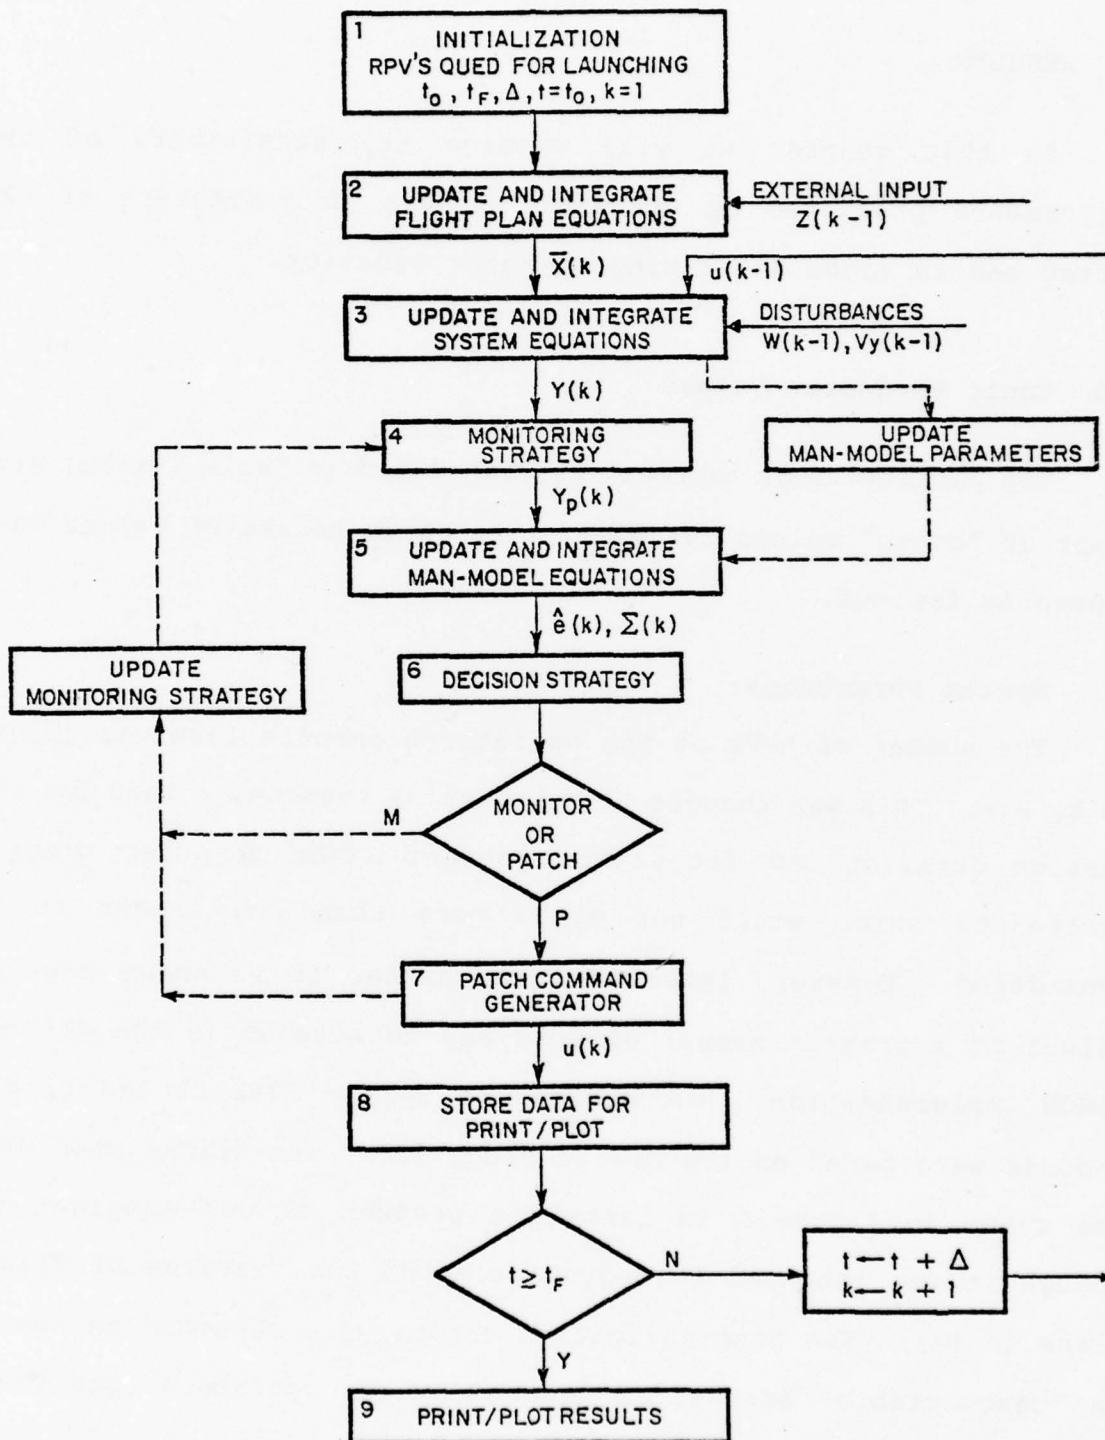 1
INITIALIZATION
RPV'S QUED FOR LAUNCHING
t₀, t_F, Δ, t=t₀, k=1
2
UPDATE AND INTEGRATE
FLIGHT PLAN EQUATIONS
EXTERNAL INPUT
Z(k-1)
X̅(k)
u(k-1)
3
UPDATE AND INTEGRATE
SYSTEM EQUATIONS
DISTURBANCES
W(k-1), Vy(k-1)
Y(k)
4
MONITORING
STRATEGY
UPDATE
MAN-MODEL PARAMETERS
Y_p(k)
5
UPDATE AND INTEGRATE
MAN-MODEL EQUATIONS
ê(k), Σ(k)
UPDATE
MONITORING STRATEGY
6
DECISION STRATEGY
M
MONITOR
OR
PATCH
P
7
PATCH COMMAND
GENERATOR
u(k)
8
STORE DATA FOR
PRINT/PLOT
t ≥ t_F
N
t ← t + Δ
k ← k + 1
Y
9
PRINT/PLOT RESULTS